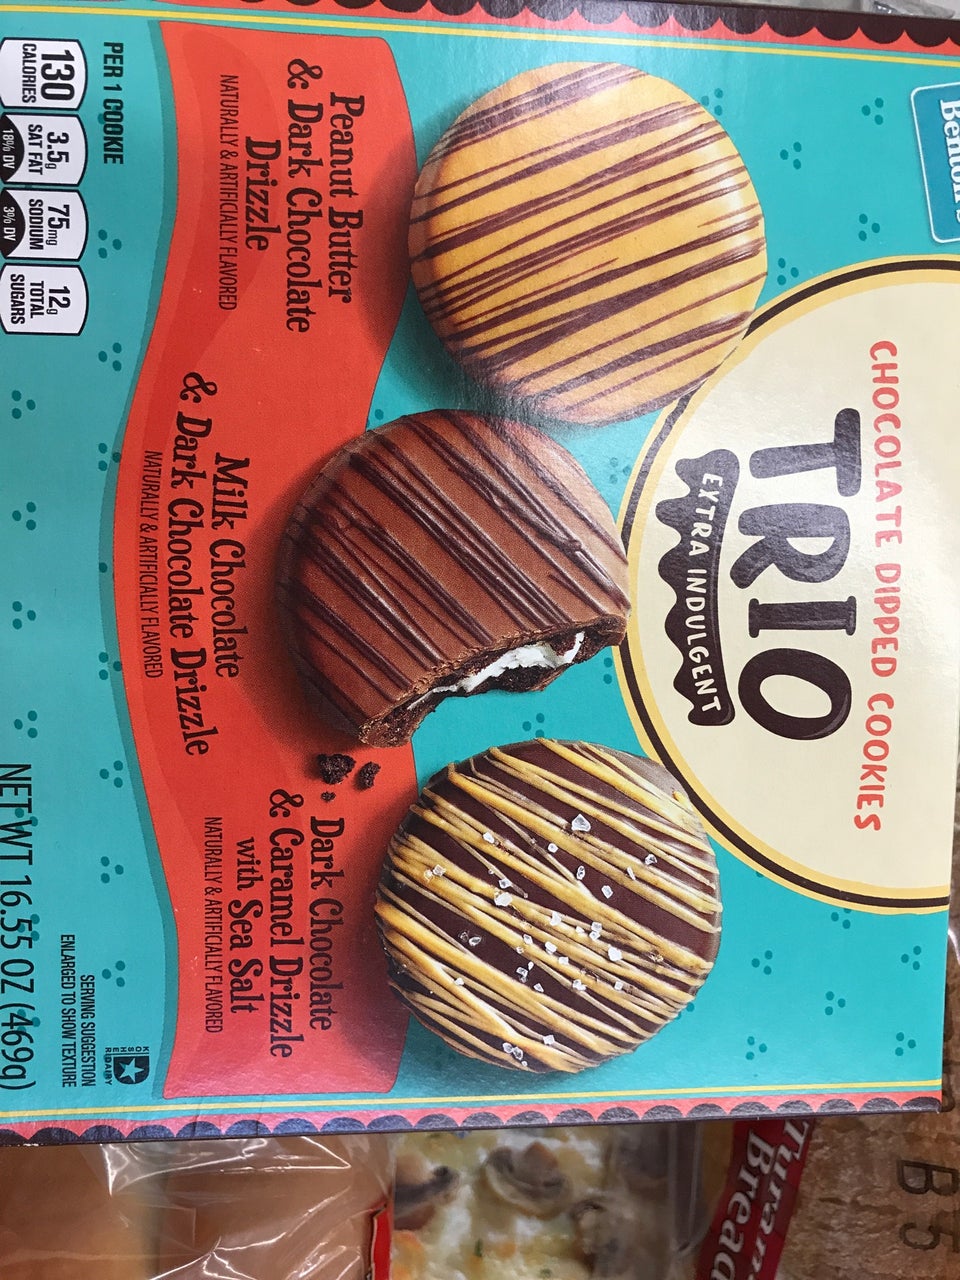 Benton's
CHOCOLATE DIPPED COOKIES
TRIO
EXTRA INDULGENT
Peanut Butter
& Dark Chocolate
Drizzle
NATURALLY & ARTIFICIALLY FLAVORED
Milk Chocolate
& Dark Chocolate Drizzle
NATURALLY & ARTIFICIALLY FLAVORED
Dark Chocolate
& Caramel Drizzle
with Sea Salt
NATURALLY & ARTIFICIALLY FLAVORED
PER 1 COOKIE
130
CALORIES
3.5g
SAT FAT
18% DV
75mg
SODIUM
3% DV
12g
TOTAL
SUGARS
KOSHER DAIRY
SERVING SUGGESTION
ENLARGED TO SHOW TEXTURE
NET WT 16.55 OZ (469g)
Bread
B5